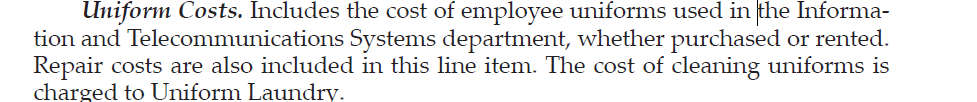 Uniform Costs. Includes the cost of employee uniforms used in the Informa-
tion and Telecommunications Systems department, whether purchased or rented.
Repair costs are also included in this line item. The cost of cleaning uniforms is
charged to Uniform Laundry.